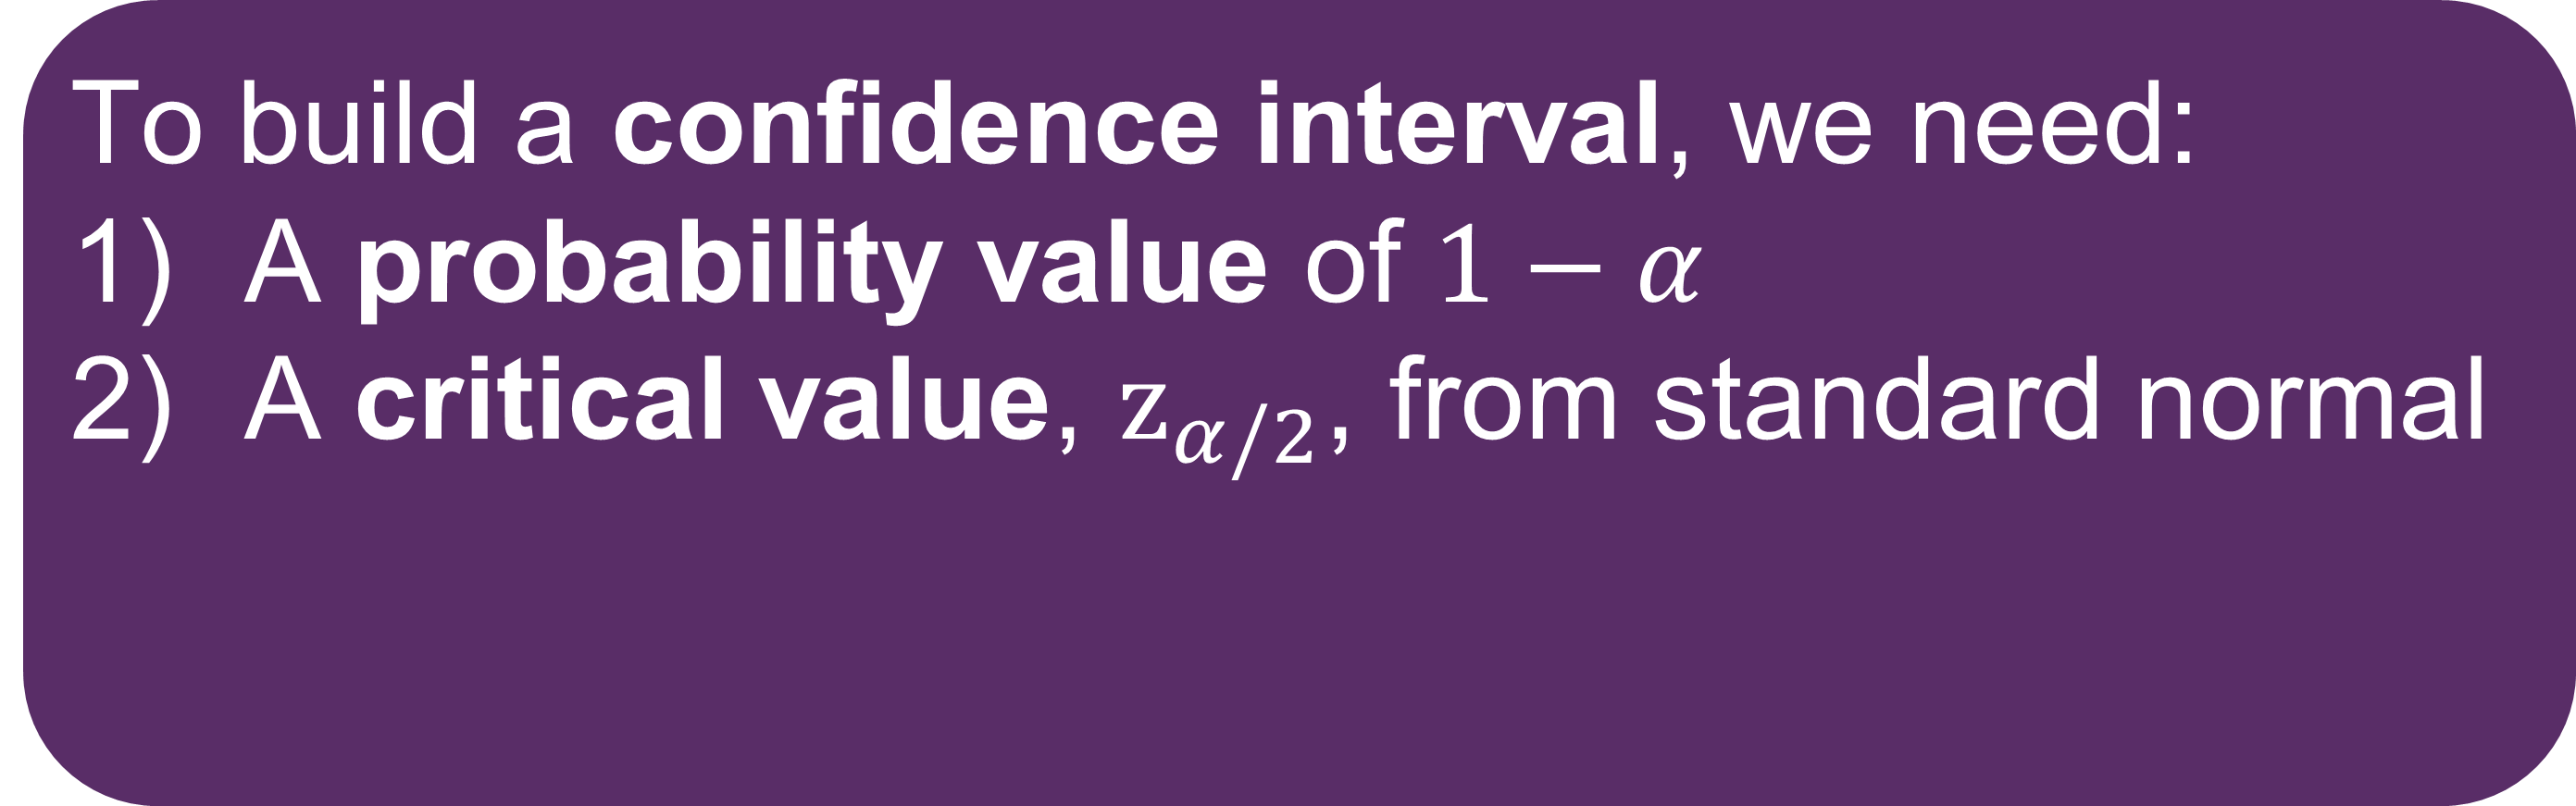 To build a confidence interval, we need:
1) A probability value of 1 − α
2) A critical value, z_{α/2}, from standard normal